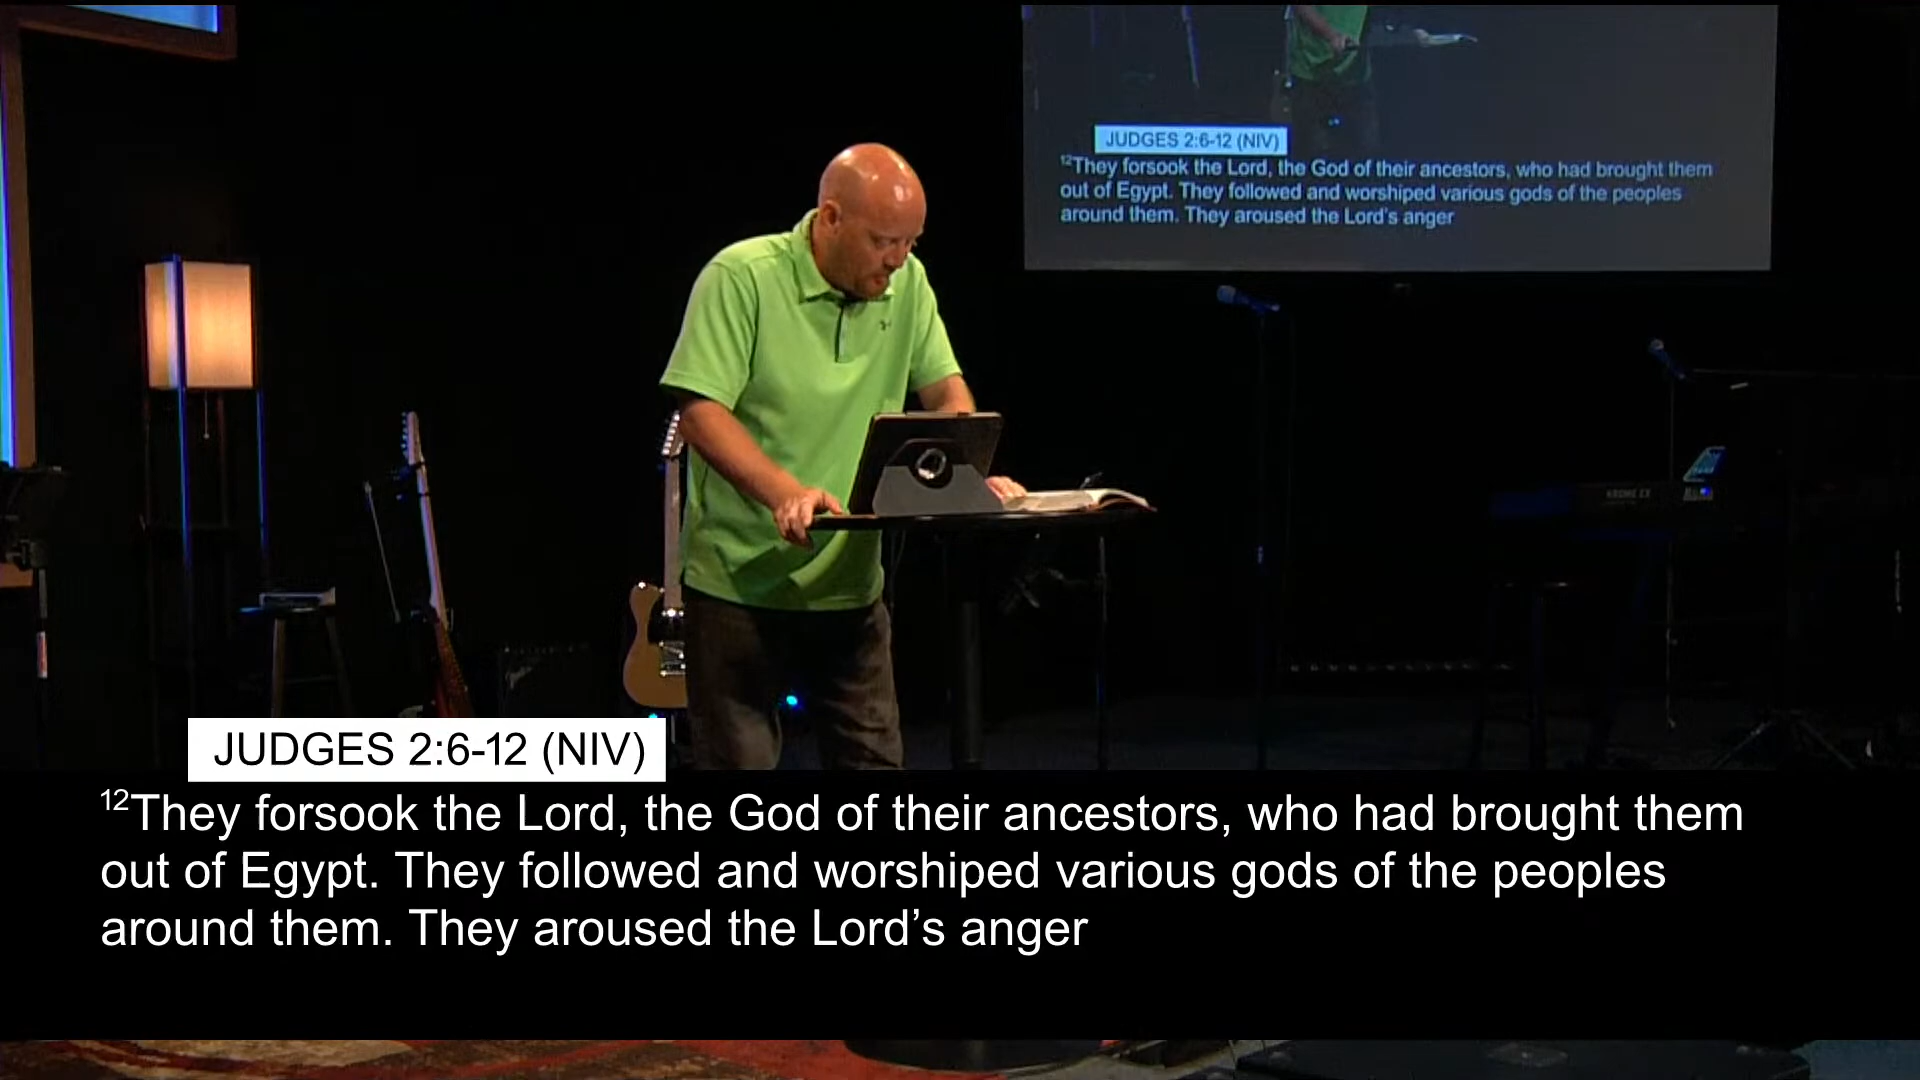 JUDGES 2:6-12 (NIV)
¹²They forsook the Lord, the God of their ancestors, who had brought them
out of Egypt. They followed and worshiped various gods of the peoples
around them. They aroused the Lord's anger
JUDGES 2:6-12 (NIV)
¹²They forsook the Lord, the God of their ancestors, who had brought them
out of Egypt. They followed and worshiped various gods of the peoples
around them. They aroused the Lord’s anger